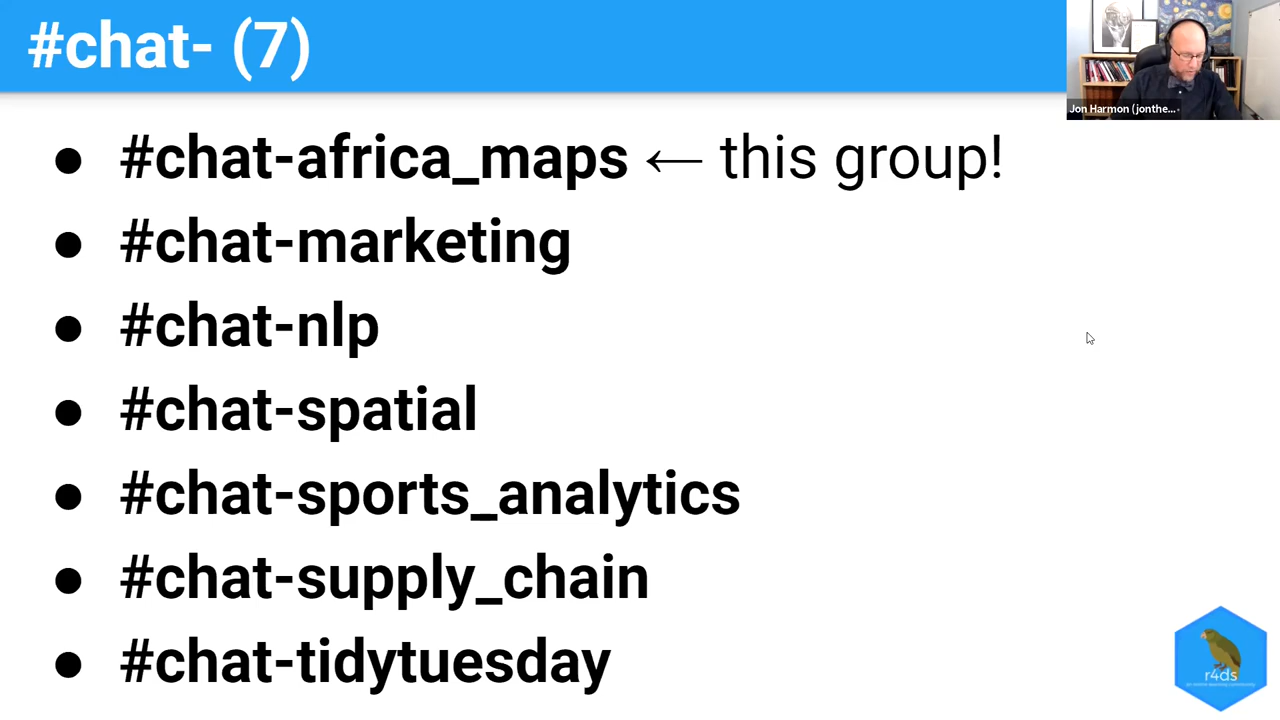 #chat- (7)
Jon Harmon (jonthe...
● #chat-africa_maps ← this group!
● #chat-marketing
● #chat-nlp
● #chat-spatial
● #chat-sports_analytics
● #chat-supply_chain
● #chat-tidytuesday
r4ds